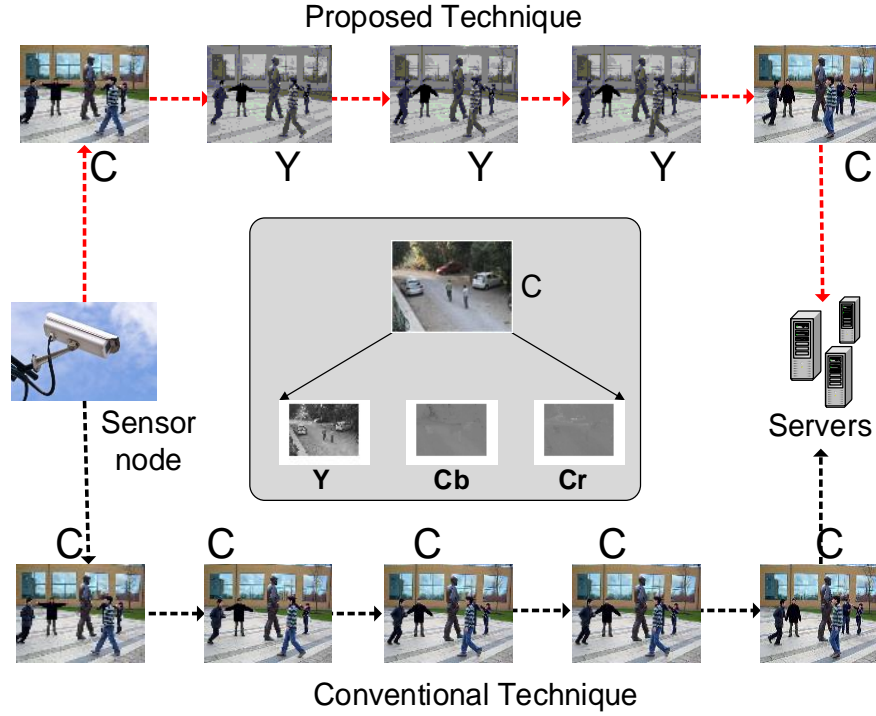 Proposed Technique
C
Y
Y
Y
C
C
Sensor
node
Servers
Y
Cb
Cr
C
C
C
C
C
Conventional Technique